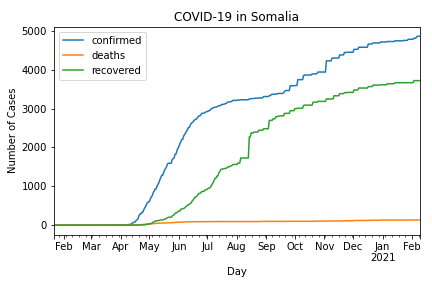 COVID-19 in Somalia
confirmed
deaths
recovered
Number of Cases
5000
4000
3000
2000
1000
0
Feb Mar Apr May Jun Jul Aug Sep Oct Nov Dec Jan Feb
2021
Day